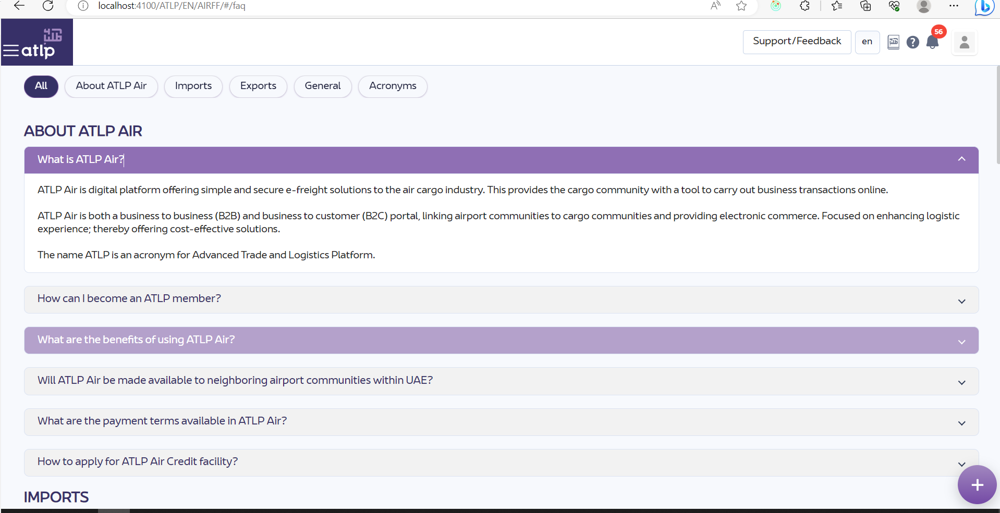 localhost:4100/ATLP/EN/AIRFF/#/faq
atlp
Support/Feedback
en
56
All
About ATLP Air
Imports
Exports
General
Acronyms
ABOUT ATLP AIR
What is ATLP Air?
ATLP Air is digital platform offering simple and secure e-freight solutions to the air cargo industry. This provides the cargo community with a tool to carry out business transactions online.
ATLP Air is both a business to business (B2B) and business to customer (B2C) portal, linking airport communities to cargo communities and providing electronic commerce. Focused on enhancing logistic
experience; thereby offering cost-effective solutions.
The name ATLP is an acronym for Advanced Trade and Logistics Platform.
How can I become an ATLP member?
What are the benefits of using ATLP Air?
Will ATLP Air be made available to neighboring airport communities within UAE?
What are the payment terms available in ATLP Air?
How to apply for ATLP Air Credit facility?
IMPORTS